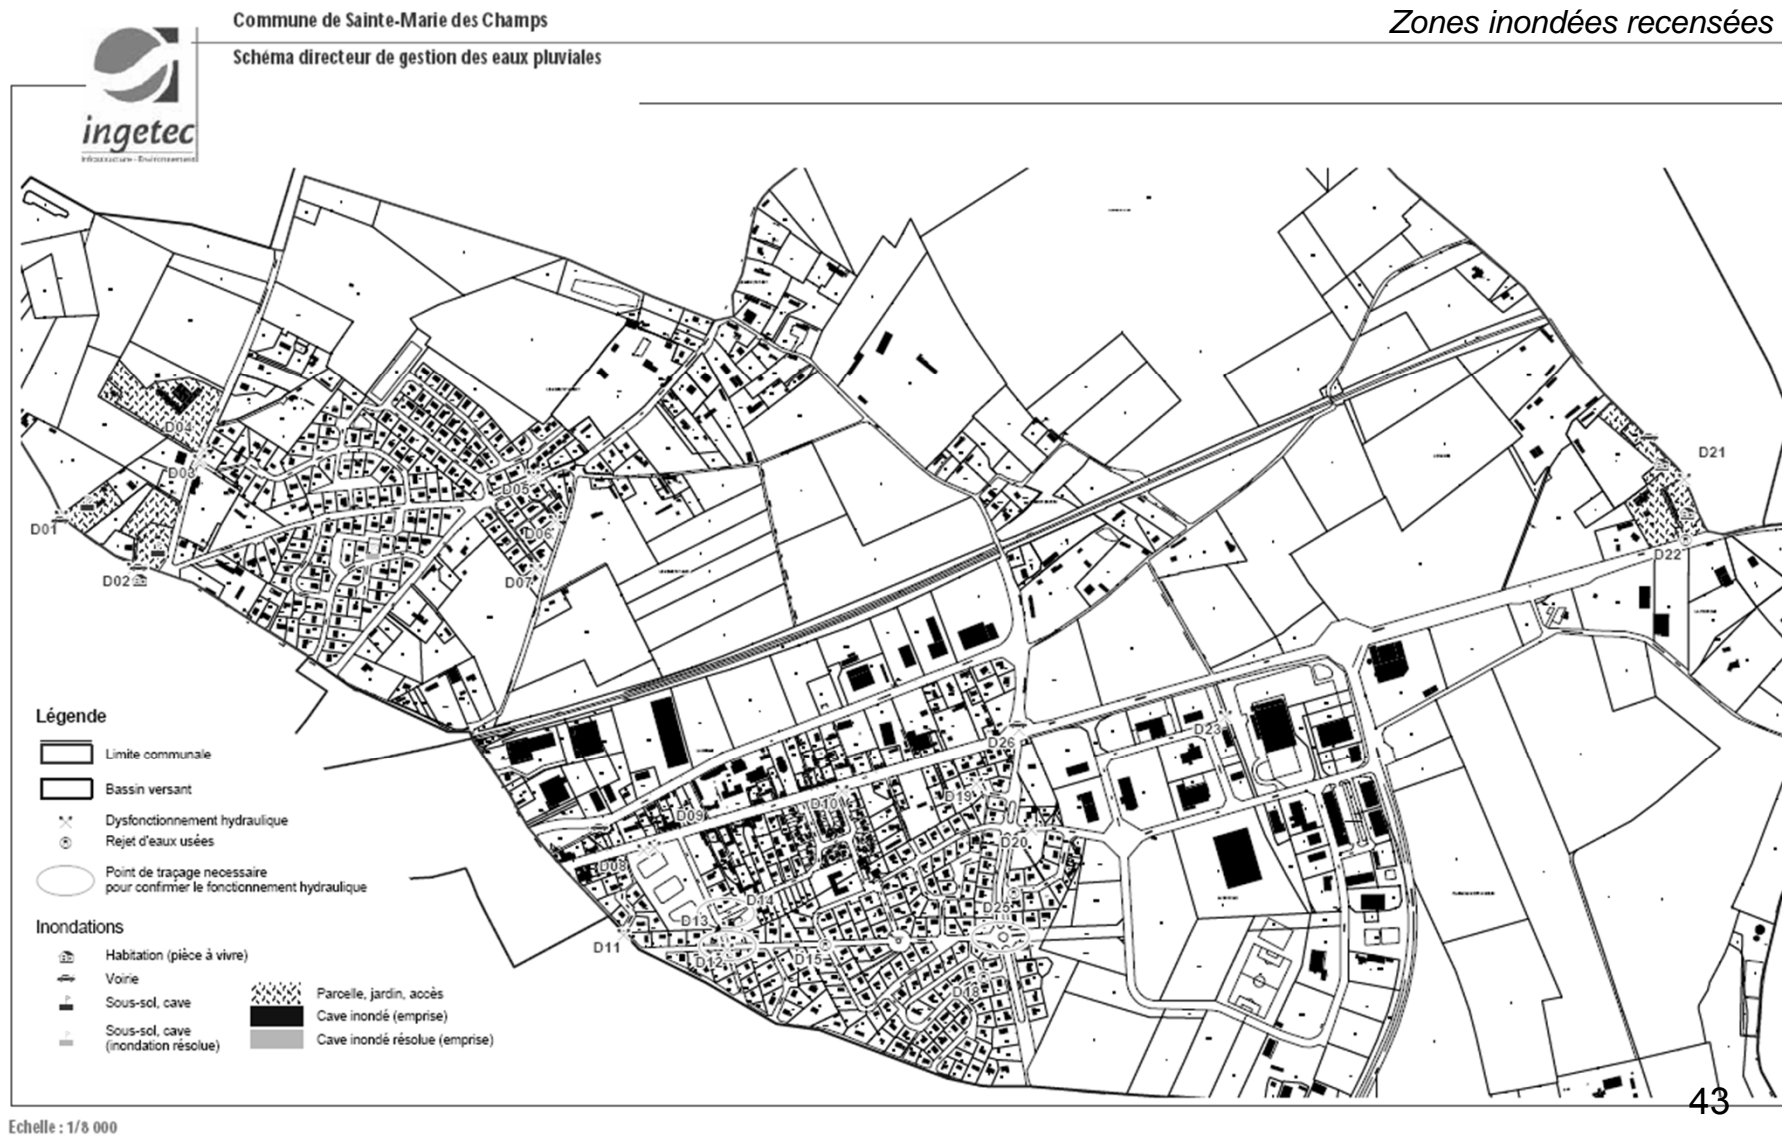 Commune de Sainte-Marie des Champs
Zones inondées recensées
Schéma directeur de gestion des eaux pluviales
ingetec
Infrastructure - Environnement
D04
D03
D01
D02
D05
D06
D07
D21
D22
D26
D23
D10
D19
D09
D20
D08
D14
D13
D25
D11
D12
D15
D18
Légende
Limite communale
Bassin versant
Dysfonctionnement hydraulique
Rejet d'eaux usées
Point de traçage necessaire
pour confirmer le fonctionnement hydraulique
Inondations
Habitation (pièce à vivre)
Voirie
Sous-sol, cave
Sous-sol, cave
(inondation résolue)
Parcelle, jardin, accès
Cave inondé (emprise)
Cave inondé résolue (emprise)
43
Echelle : 1/8 000